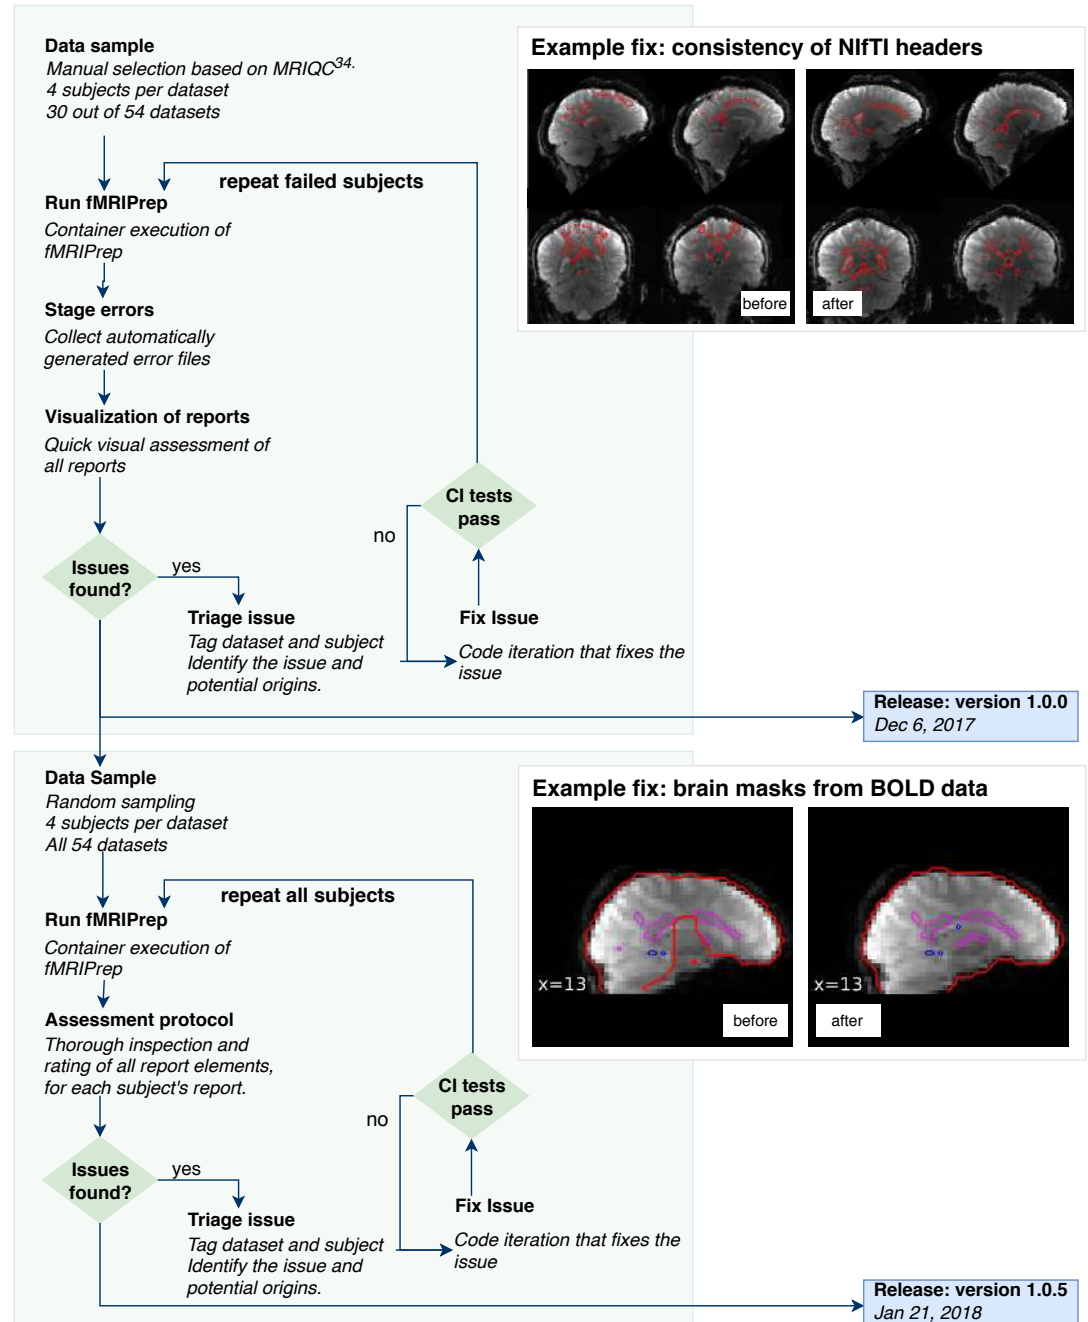 Data sample
Manual selection based on MRIQC34.
4 subjects per dataset
30 out of 54 datasets
repeat failed subjects
Run fMRIPrep
Container execution of
fMRIPrep
Stage errors
Collect automatically
generated error files
Visualization of reports
Quick visual assessment of
all reports
Issues
found?
yes
Triage issue
Tag dataset and subject
Identify the issue and
potential origins.
no
CI tests
pass
Fix Issue
Code iteration that fixes the
issue
Example fix: consistency of NIfTI headers
before
after
Release: version 1.0.0
Dec 6, 2017
Data Sample
Random sampling
4 subjects per dataset
All 54 datasets
repeat all subjects
Run fMRIPrep
Container execution of
fMRIPrep
Assessment protocol
Thorough inspection and
rating of all report elements,
for each subject's report.
Issues
found?
yes
Triage issue
Tag dataset and subject
Identify the issue and
potential origins.
no
CI tests
pass
Fix Issue
Code iteration that fixes the
issue
Example fix: brain masks from BOLD data
x=13
before
x=13
after
Release: version 1.0.5
Jan 21, 2018